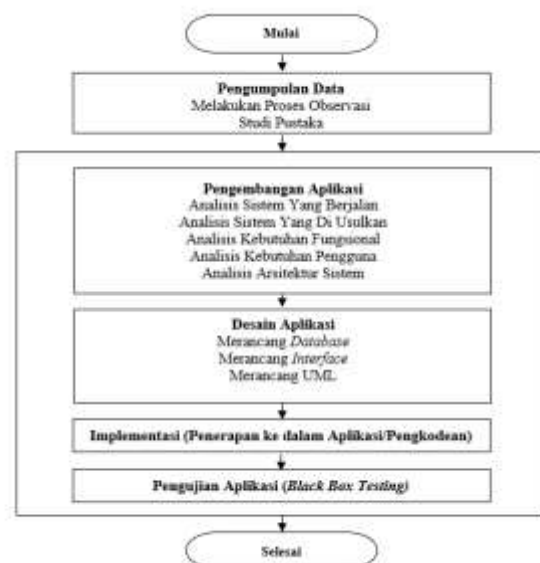 Mulai
Pengumpulan Data
Melakukan Proses Observasi
Studi Pustaka
Pengembangan Aplikasi
Analisis Sistem Yang Berjalan
Analisis Sistem Yang Di Usulkan
Analisis Kebutuhan Fungsional
Analisis Kebutuhan Pengguna
Analisis Arsitektur Sistem
Desain Aplikasi
Merancang Database
Merancang Interface
Merancang UML
Implementasi (Penerapan ke dalam Aplikasi/Pengkodean)
Pengujian Aplikasi (Black Box Testing)
Selesai